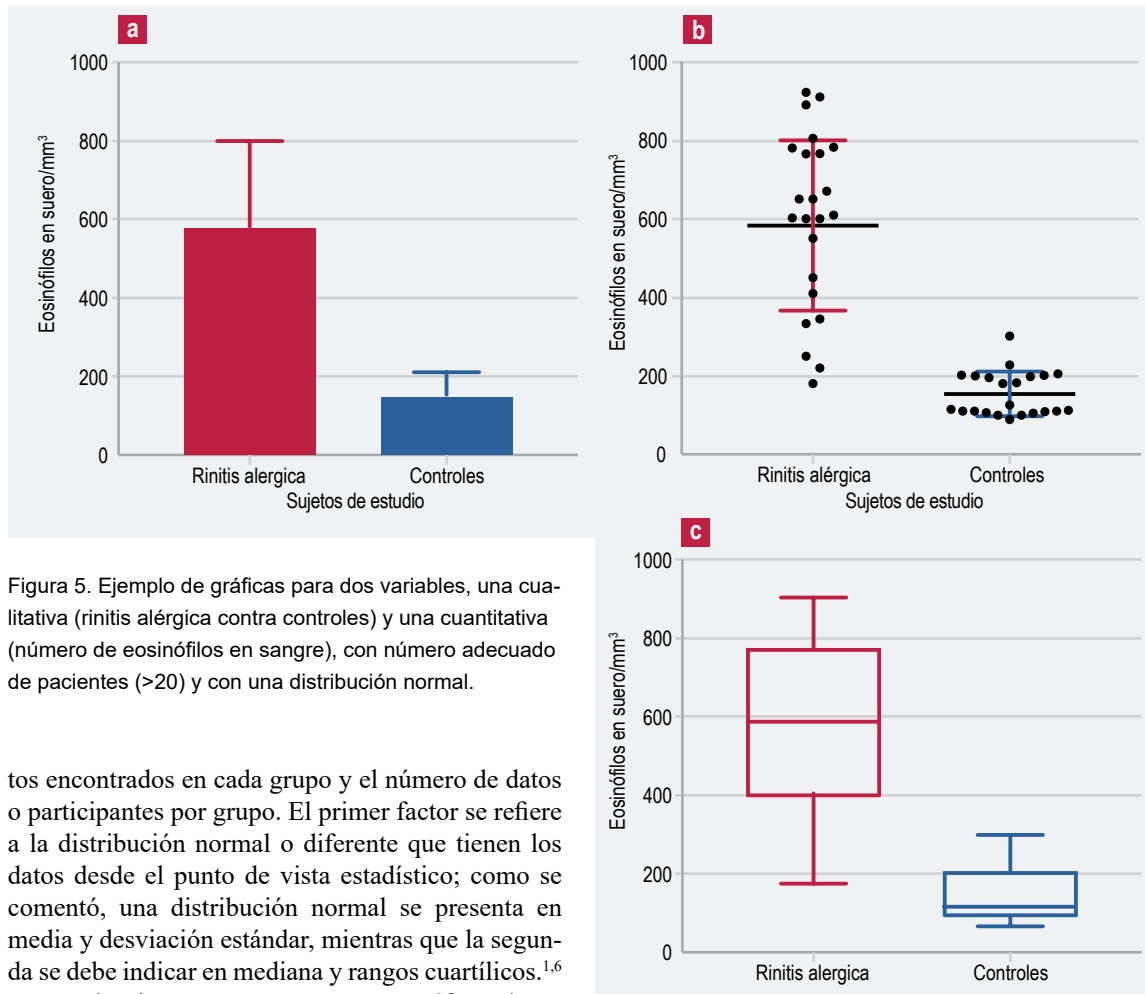 a
1000
800
600
400
200
0
Eosinófilos en suero/mm³
Rinitis alergica
Controles
Sujetos de estudio
b
1000
800
600
400
200
0
Eosinófilos en suero/mm³
Rinitis alérgica
Controles
Sujetos de estudio
Figura 5. Ejemplo de gráficas para dos variables, una cua-
litativa (rinitis alérgica contra controles) y una cuantitativa
(número de eosinófilos en sangre), con número adecuado
de pacientes (>20) y con una distribución normal.
tos encontrados en cada grupo y el número de datos
o participantes por grupo. El primer factor se refiere
a la distribución normal o diferente que tienen los
datos desde el punto de vista estadístico; como se
comentó, una distribución normal se presenta en
media y desviación estándar, mientras que la segun-
da se debe indicar en mediana y rangos cuartílicos.1,6
c
1000
800
600
400
200
0
Eosinófilos en suero/mm³
Rinitis alergica
Controles